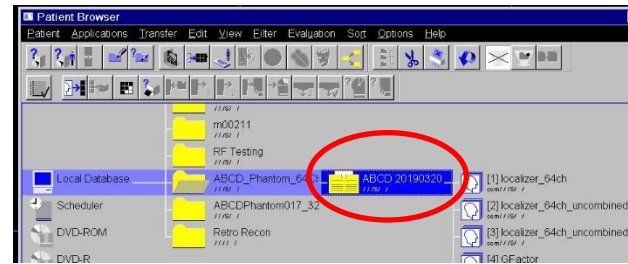 Patient Browser
Patient Applications Transfer Edit View Filter Evaluation Sort Options Help
m00211
RF Testing
Local Database
ABCD_Phantom_64Ch
ABCD 20190320
[1] localizer_64ch
Scheduler
ABCDPhantom017_32
[2] localizer_64ch_uncombined
DVD-ROM
Retro Recon
[3] localizer_64ch_uncombined
DVD-R
[4] GFactor